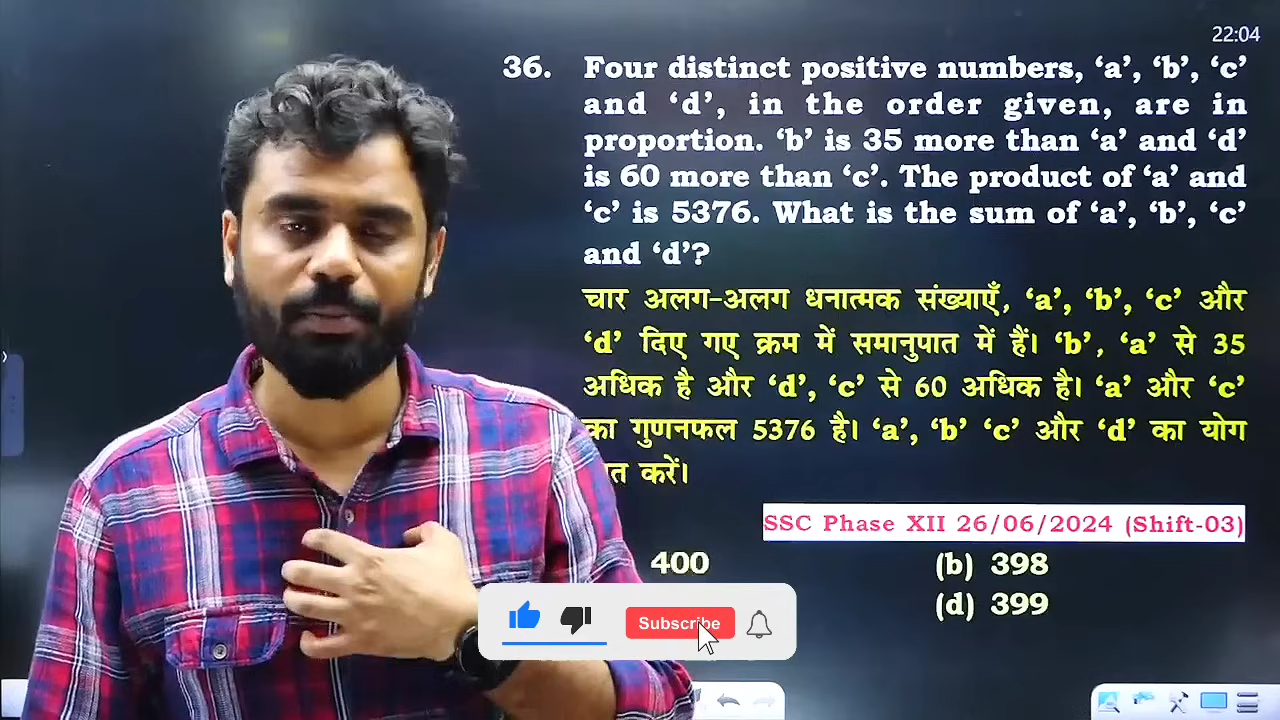 22:04
36. Four distinct positive numbers, ‘a’, ‘b’, ‘c’
and ‘d’, in the order given, are in
proportion. ‘b’ is 35 more than ‘a’ and ‘d’
is 60 more than ‘c’. The product of ‘a’ and
‘c’ is 5376. What is the sum of ‘a’, ‘b’, ‘c’
and ‘d’?
चार अलग-अलग धनात्मक संख्याएँ, ‘a’, ‘b’, ‘c’ और
‘d’ दिए गए क्रम में समानुपात में हैं। ‘b’, ‘a’ से 35
अधिक है और ‘d’, ‘c’ से 60 अधिक है। ‘a’ और ‘c’
का गुणनफल 5376 है। ‘a’, ‘b’ ‘c’ और ‘d’ का योग
करें।
SSC Phase XII 26/06/2024 (Shift-03)
400 (b) 398
(d) 399
Subscribe